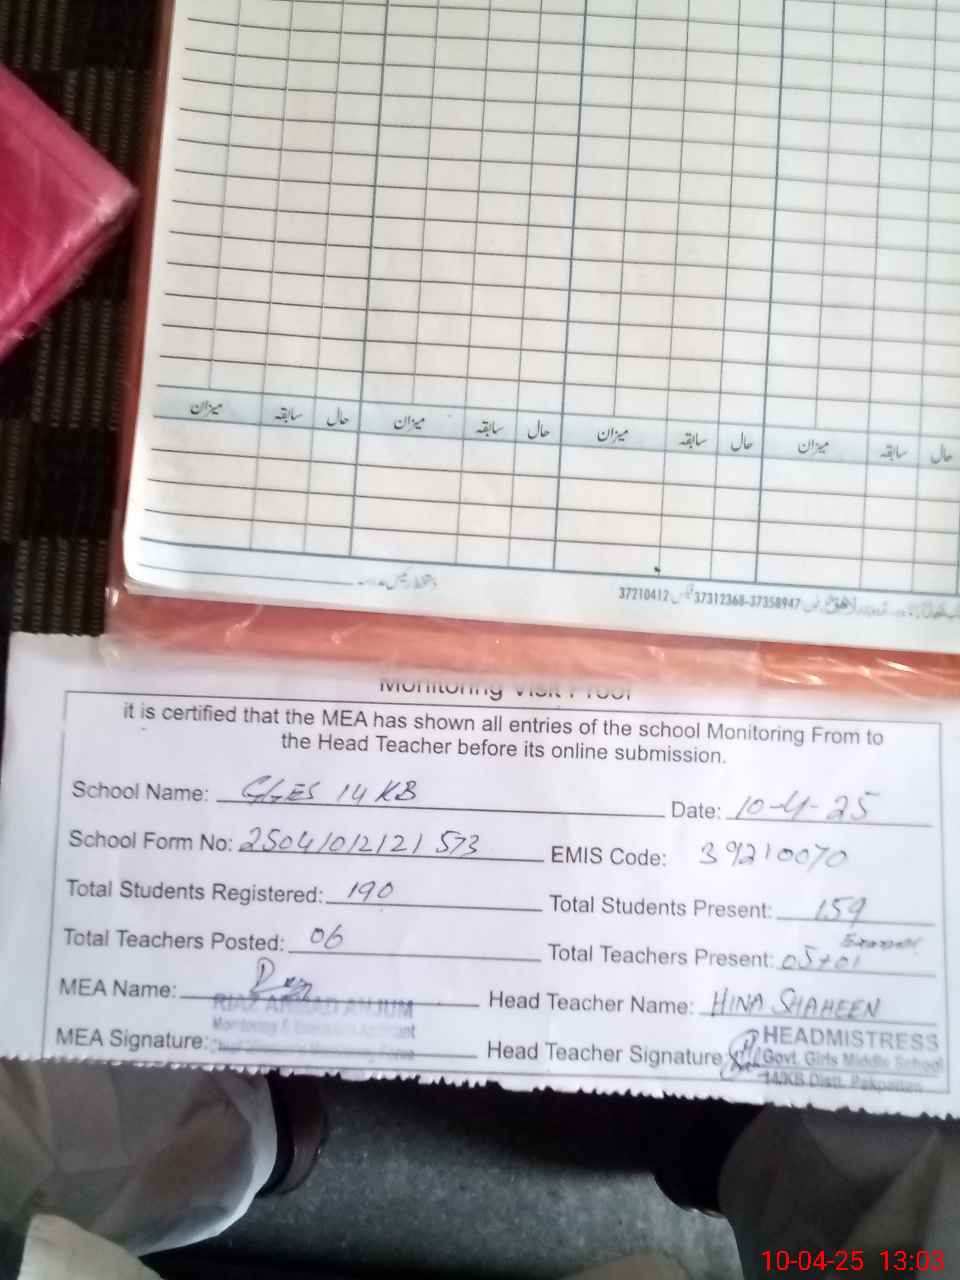 میزان سابقہ حال میزان سابقہ حال میزان سابقہ حال میزان سابقہ حال
37210412 37312368-37358947
Monitoring Visit Proof
it is certified that the MEA has shown all entries of the school Monitoring From to
the Head Teacher before its online submission.
School Name: GGES 14 KB Date: 10-4-25
School Form No: 25041012121573 EMIS Code: 39210070
Total Students Registered: 190 Total Students Present: 159
Total Teachers Posted: 06 Total Teachers Present: 05+01
MEA Name: Head Teacher Name: HINA SHAHEEN
RIAZ AHMAD ANJUM
Monitoring & Evaluation Assistant
MEA Signature: Head Teacher Signature
HEADMISTRESS
Govt. Girls Middle School
14/KB Distt. Pakpattan
10-04-25 13:03